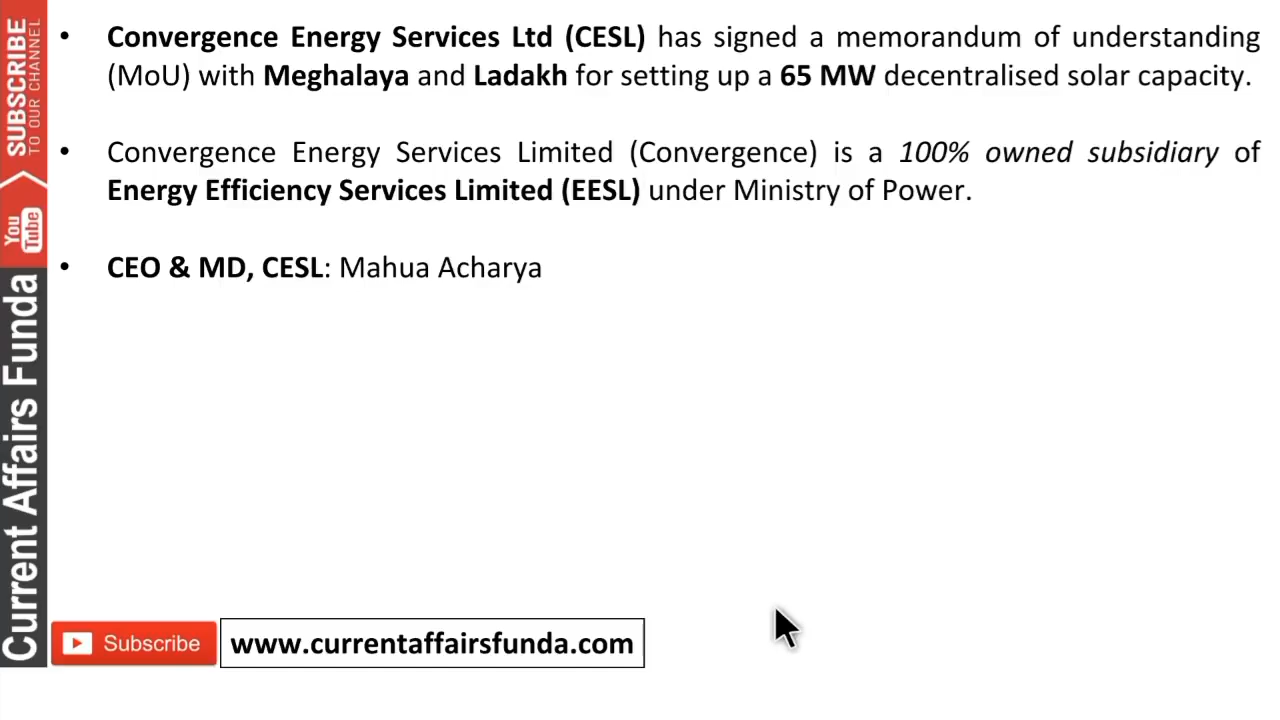 • Convergence Energy Services Ltd (CESL) has signed a memorandum of understanding
(MoU) with Meghalaya and Ladakh for setting up a 65 MW decentralised solar capacity.
• Convergence Energy Services Limited (Convergence) is a 100% owned subsidiary of
Energy Efficiency Services Limited (EESL) under Ministry of Power.
• CEO & MD, CESL: Mahua Acharya
SUBSCRIBE
TO OUR CHANNEL
You
Tube
Current Affairs Funda
Subscribe
www.currentaffairsfunda.com